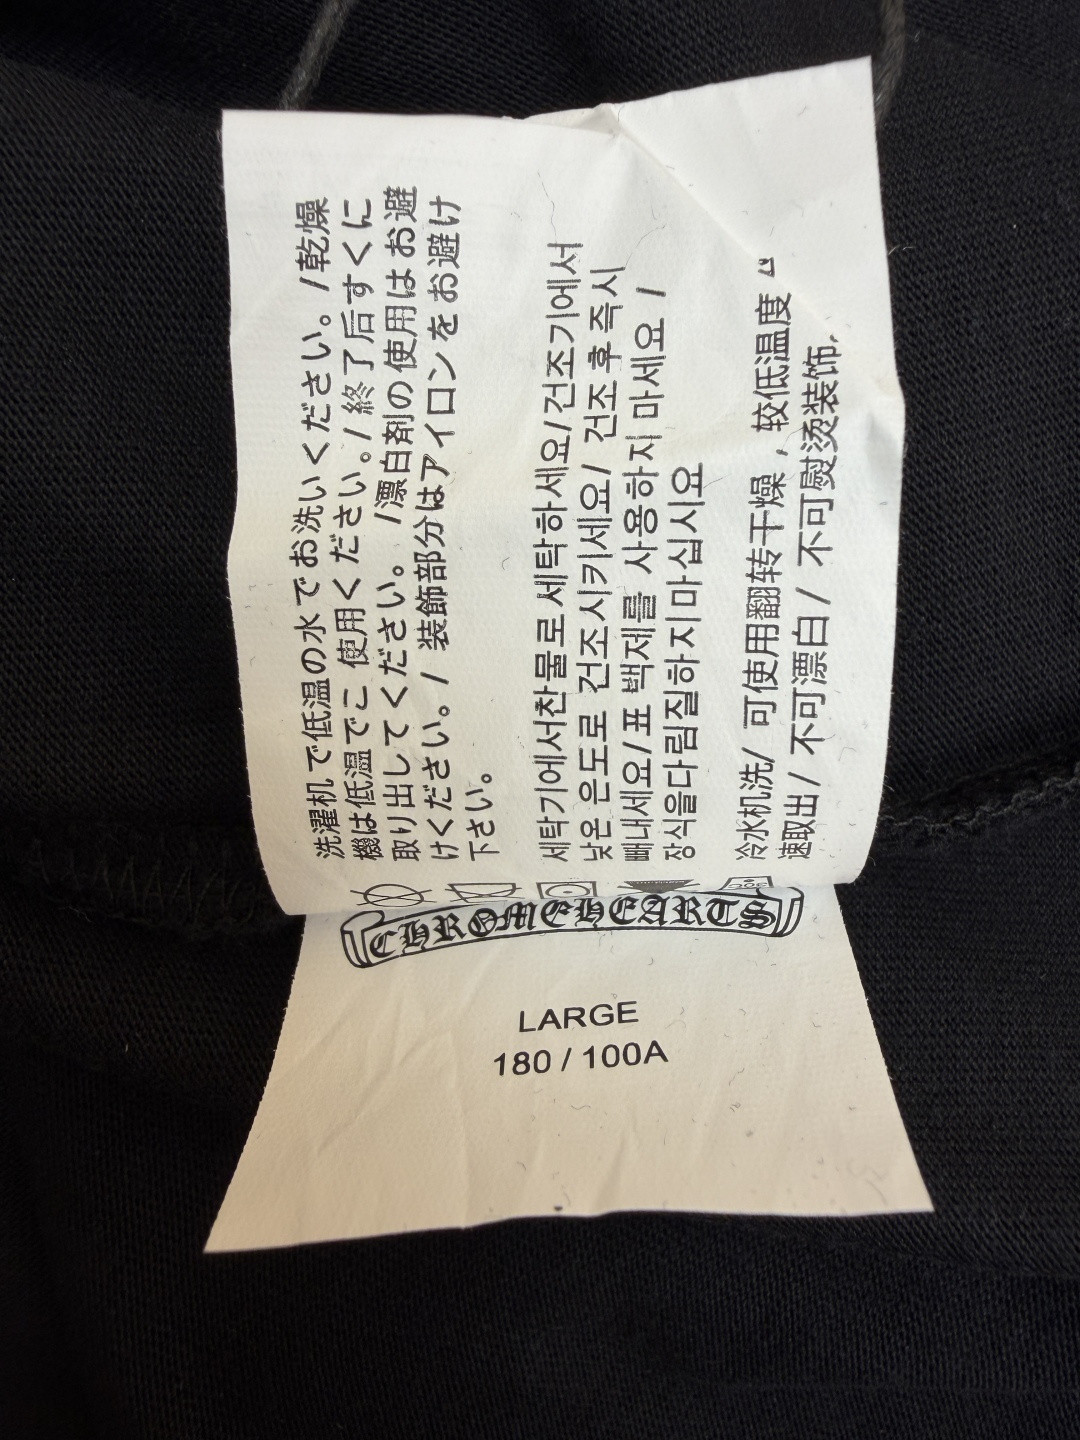 洗濯机で低温の水でお洗いください。/乾燥
機は低温でこ 使用ください。/終了后すくに
取り出してください。/漂白剤の使用はお避
けください。/ 装飾部分はアイロンをお避け
下さい。
세탁기에서찬물로세탁하세요/건조기에서
낮은 온도로 건조시키세요/ 건조후즉시
빼내세요/표 백제를 사용하지 마세요 /
장식을다림질하지마십시요
冷水机洗/ 可使用翻转干燥，较低温度
速取出/ 不可漂白/ 不可熨烫装饰,
CHROME HEARTS
LARGE
180 / 100A